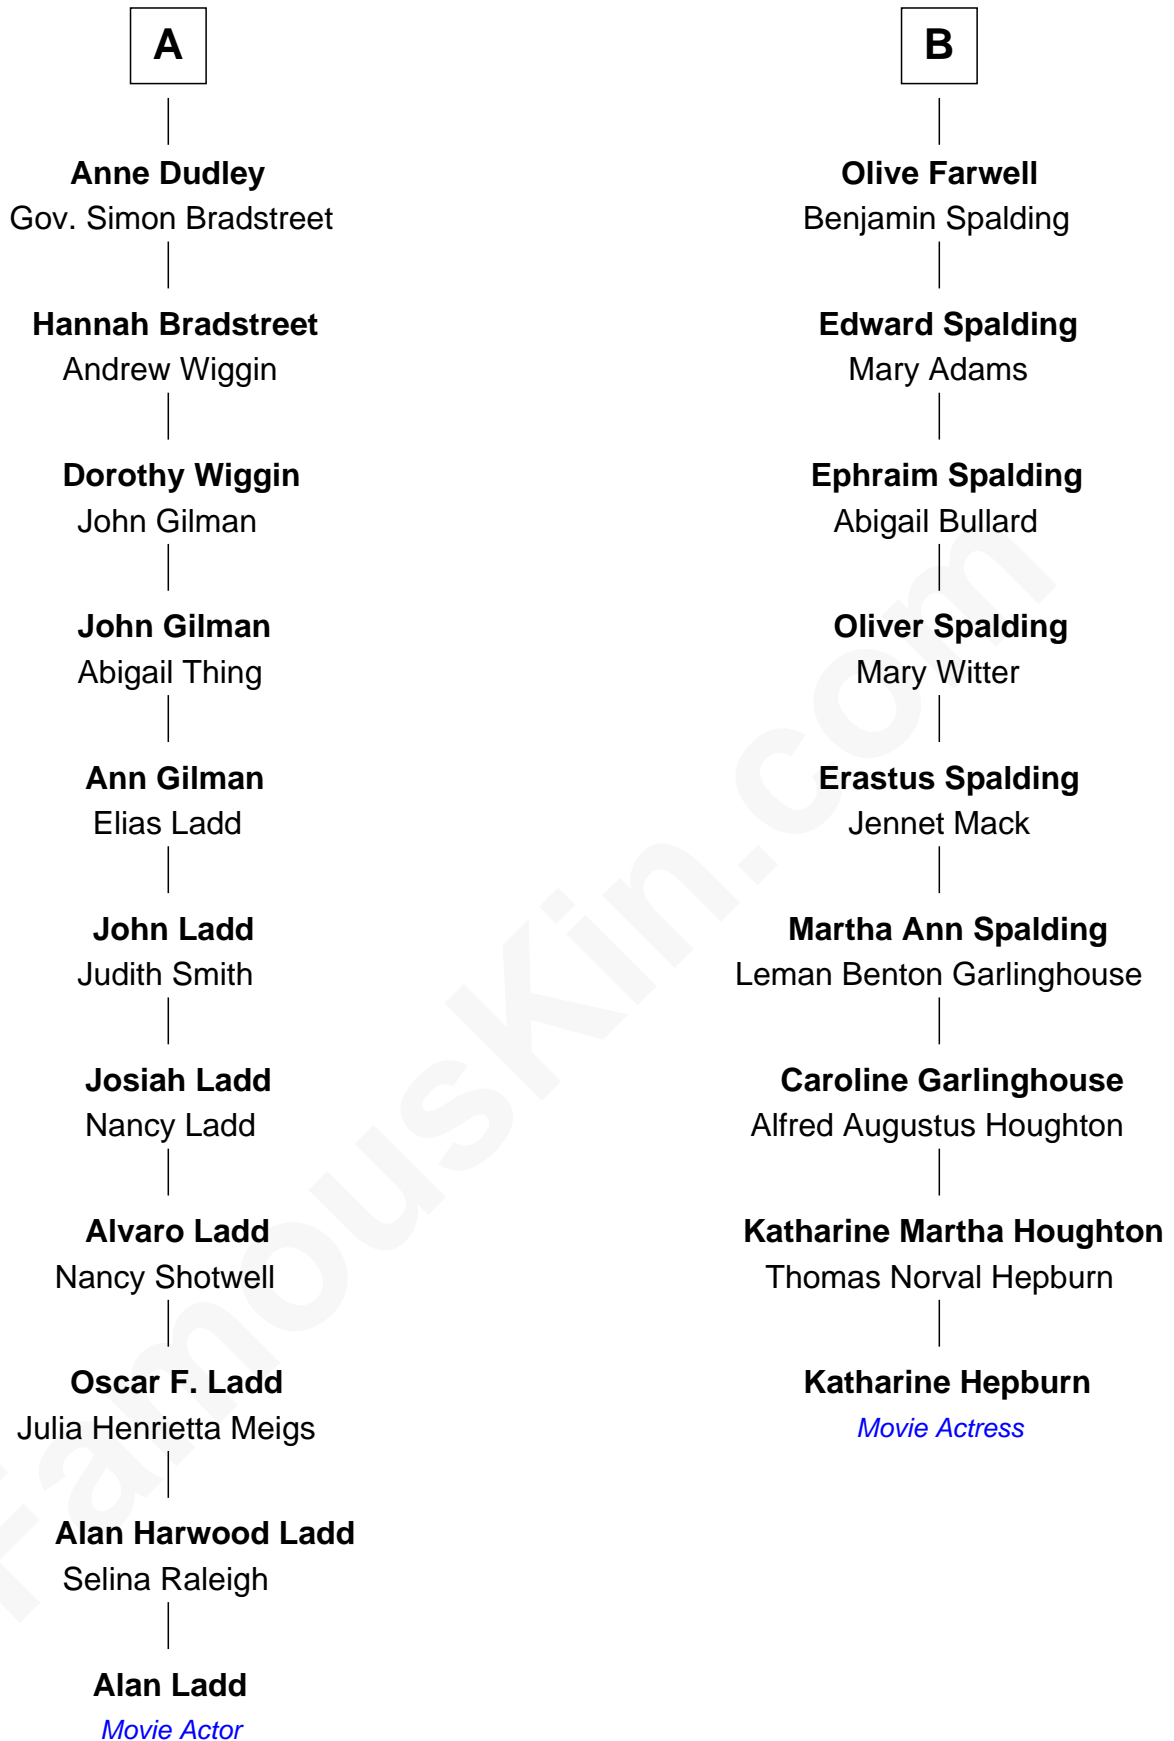 A
Anne Dudley
Gov. Simon Bradstreet
Hannah Bradstreet
Andrew Wiggin
Dorothy Wiggin
John Gilman
John Gilman
Abigail Thing
Ann Gilman
Elias Ladd
John Ladd
Judith Smith
Josiah Ladd
Nancy Ladd
Alvaro Ladd
Nancy Shotwell
Oscar F. Ladd
Julia Henrietta Meigs
Alan Harwood Ladd
Selina Raleigh
Alan Ladd
Movie Actor
B
Olive Farwell
Benjamin Spalding
Edward Spalding
Mary Adams
Ephraim Spalding
Abigail Bullard
Oliver Spalding
Mary Witter
Erastus Spalding
Jennet Mack
Martha Ann Spalding
Leman Benton Garlinghouse
Caroline Garlinghouse
Alfred Augustus Houghton
Katharine Martha Houghton
Thomas Norval Hepburn
Katharine Hepburn
Movie Actress
FamousKin.com